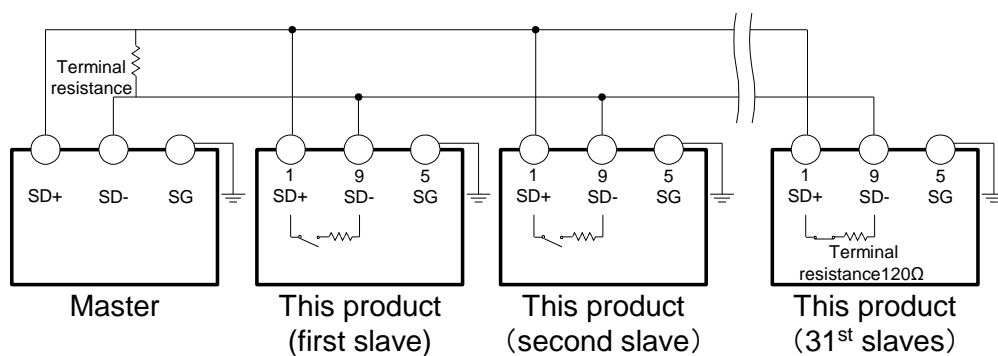 Terminal
resistance
1 9 5
1 9 5
1 9 5
SD+ SD- SG
SD+ SD- SG
SD+ SD- SG
SD+ SD- SG
Terminal
resistance120Ω
Master
This product
(first slave)
This product
（second slave）
This product
（31st slaves）